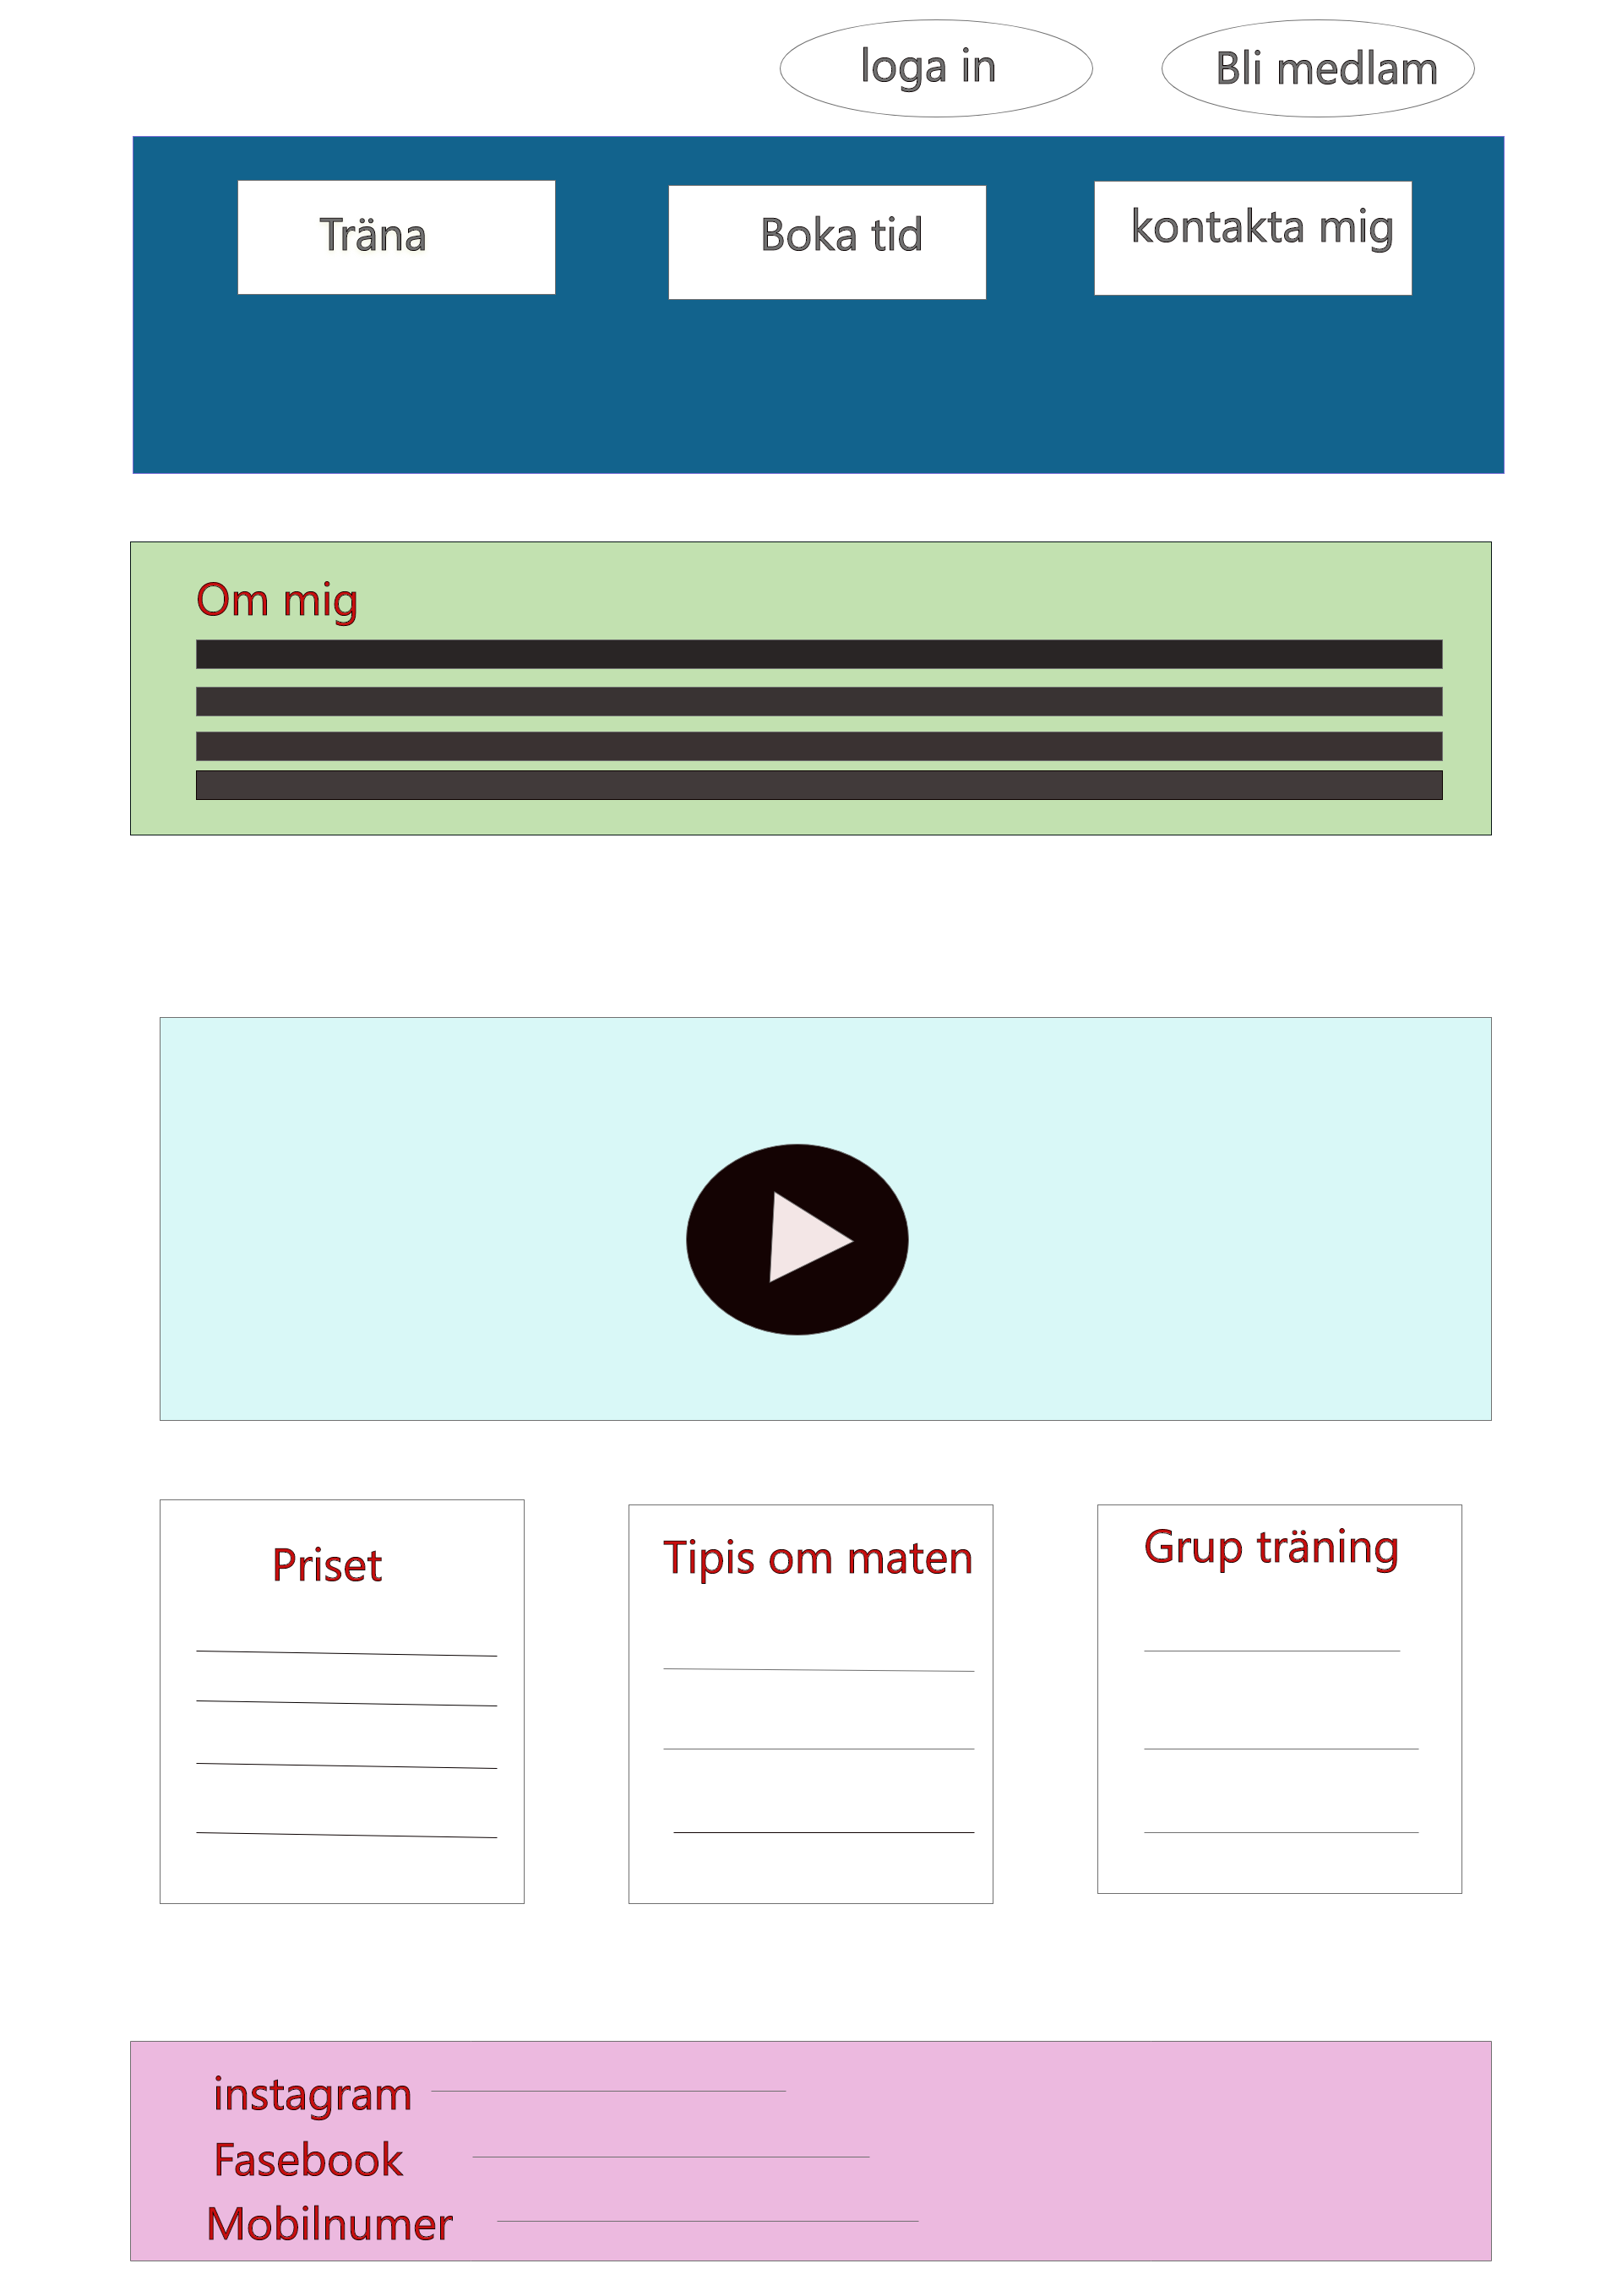 loga in
Bli medlam
Träna
Boka tid
kontakta mig
Om mig
Priset
Tipis om maten
Grup träning
instagram
Fasebook
Mobilnumer